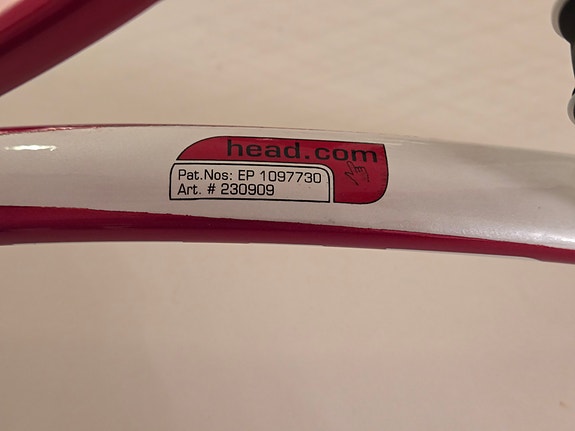 head.com
Pat.Nos: EP 1097730
Art. # 230909